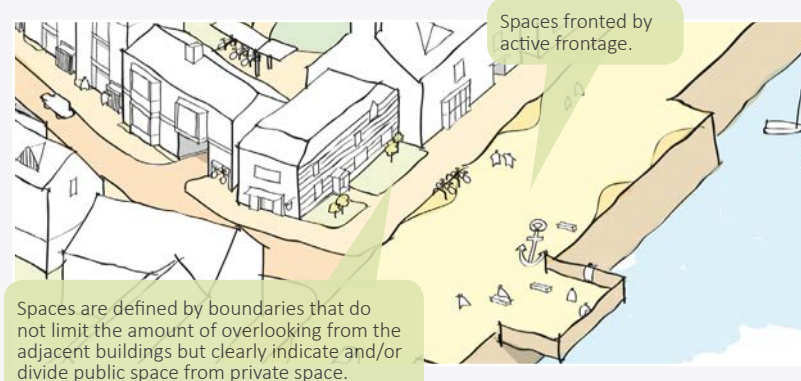 Spaces fronted by
active frontage.
Spaces are defined by boundaries that do
not limit the amount of overlooking from the
adjacent buildings but clearly indicate and/or
divide public space from private space.